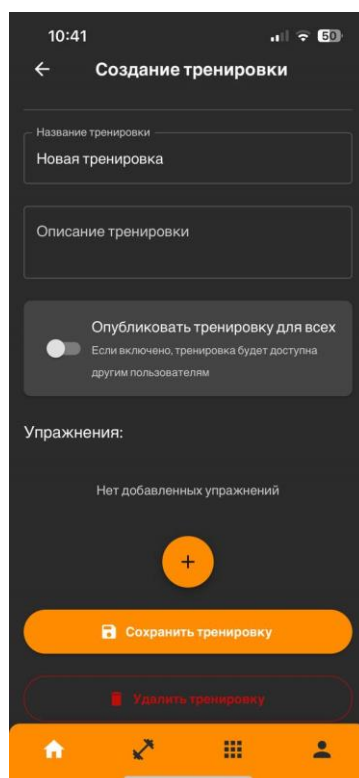 10:41
50
Создание тренировки
Название тренировки
Новая тренировка
Описание тренировки
Опубликовать тренировку для всех
Если включено, тренировка будет доступна
другим пользователям
Упражнения:
Нет добавленных упражнений
+
Сохранить тренировку
Удалить тренировку